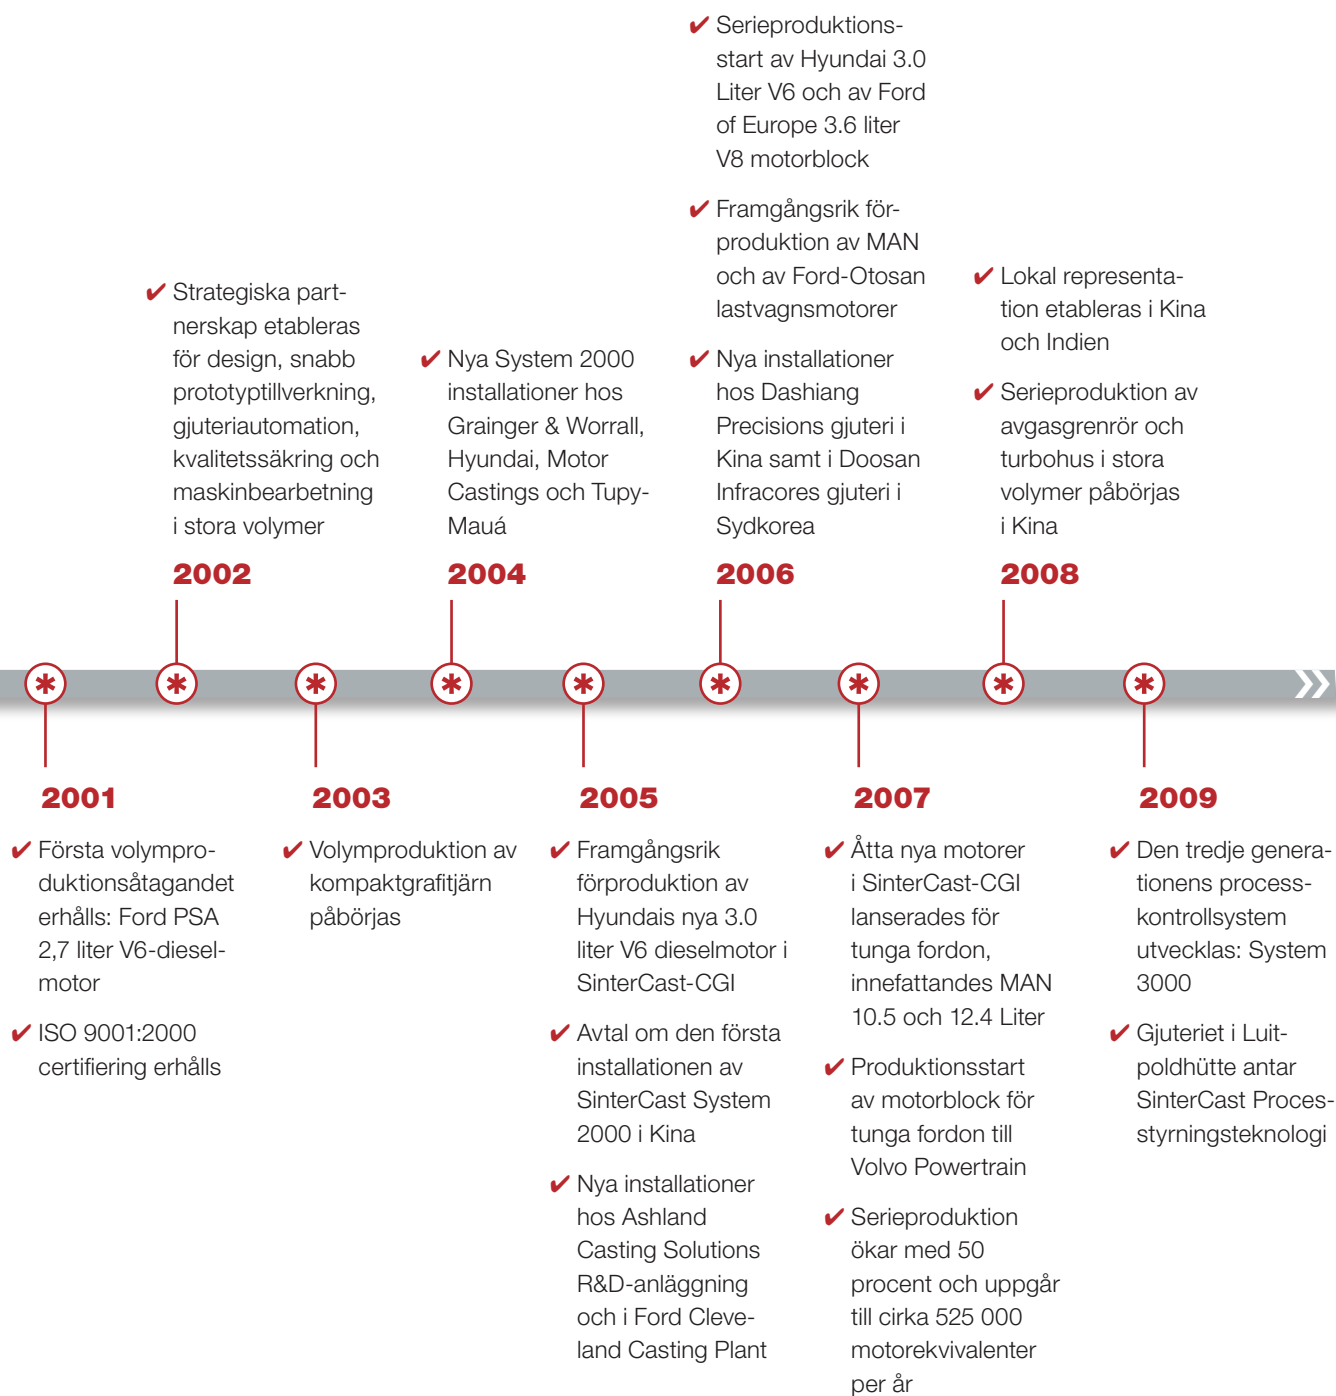 ✔ Strategiska part-
nerskap etableras
för design, snabb
prototyptillverkning,
gjuteriautomation,
kvalitetssäkring och
maskinbearbetning
i stora volymer
2002
✔ Nya System 2000
installationer hos
Grainger & Worrall,
Hyundai, Motor
Castings och Tupy-
Mauá
2004
✔ Serieproduktions-
start av Hyundai 3.0
Liter V6 och av Ford
of Europe 3.6 liter
V8 motorblock
✔ Framgångsrik för-
produktion av MAN
och av Ford-Otosan
lastvagnsmotorer
✔ Nya installationer
hos Dashiang
Precisions gjuteri i
Kina samt i Doosan
Infracores gjuteri i
Sydkorea
2006
✔ Lokal representa-
tion etableras i Kina
och Indien
✔ Serieproduktion av
avgasgrenrör och
turbohus i stora
volymer påbörjas
i Kina
2008
2001
✔ Första volympro-
duktionsåtagandet
erhålls: Ford PSA
2,7 liter V6-diesel-
motor
✔ ISO 9001:2000
certifiering erhålls
2003
✔ Volymproduktion av
kompaktgrafitjärn
påbörjas
2005
✔ Framgångsrik
förproduktion av
Hyundais nya 3.0
liter V6 dieselmotor i
SinterCast-CGI
✔ Avtal om den första
installationen av
SinterCast System
2000 i Kina
✔ Nya installationer
hos Ashland
Casting Solutions
R&D-anläggning
och i Ford Cleve-
land Casting Plant
2007
✔ Åtta nya motorer
i SinterCast-CGI
lanserades för
tunga fordon,
innefattandes MAN
10.5 och 12.4 Liter
✔ Produktionsstart
av motorblock för
tunga fordon till
Volvo Powertrain
✔ Serieproduktion
ökar med 50
procent och uppgår
till cirka 525 000
motorekvivalenter
per år
2009
✔ Den tredje genera-
tionens process-
kontrollsystem
utvecklas: System
3000
✔ Gjuteriet i Luit-
poldhütte antar
SinterCast Proces-
styrningsteknologi